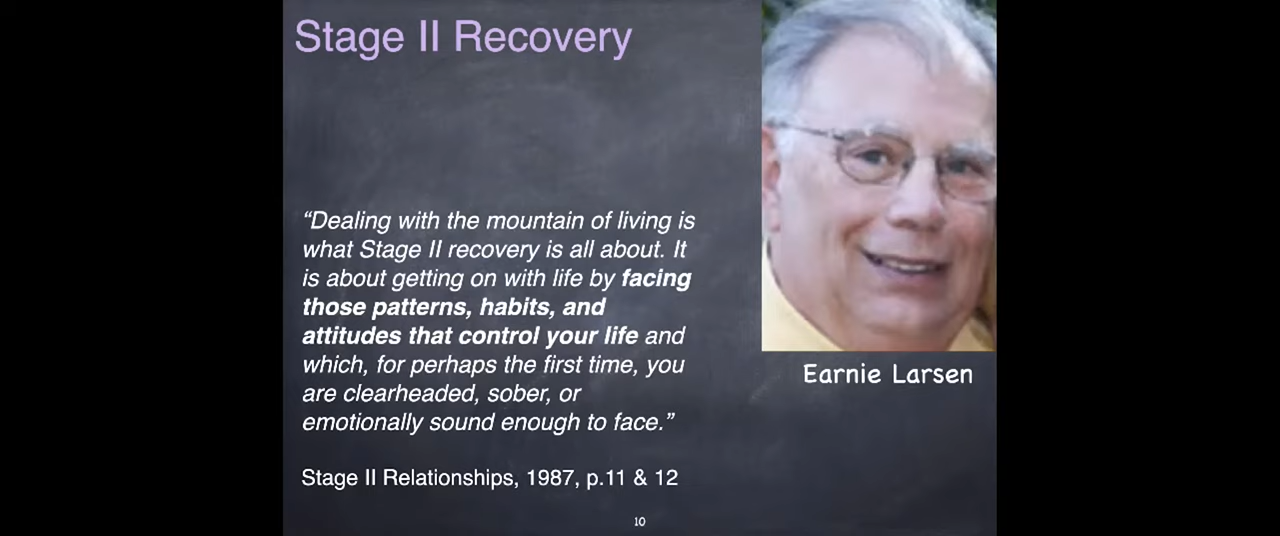 Stage II Recovery
“Dealing with the mountain of living is
what Stage II recovery is all about. It
is about getting on with life by facing
those patterns, habits, and
attitudes that control your life and
which, for perhaps the first time, you
are clearheaded, sober, or
emotionally sound enough to face.”
Earnie Larsen
Stage II Relationships, 1987, p.11 & 12
10